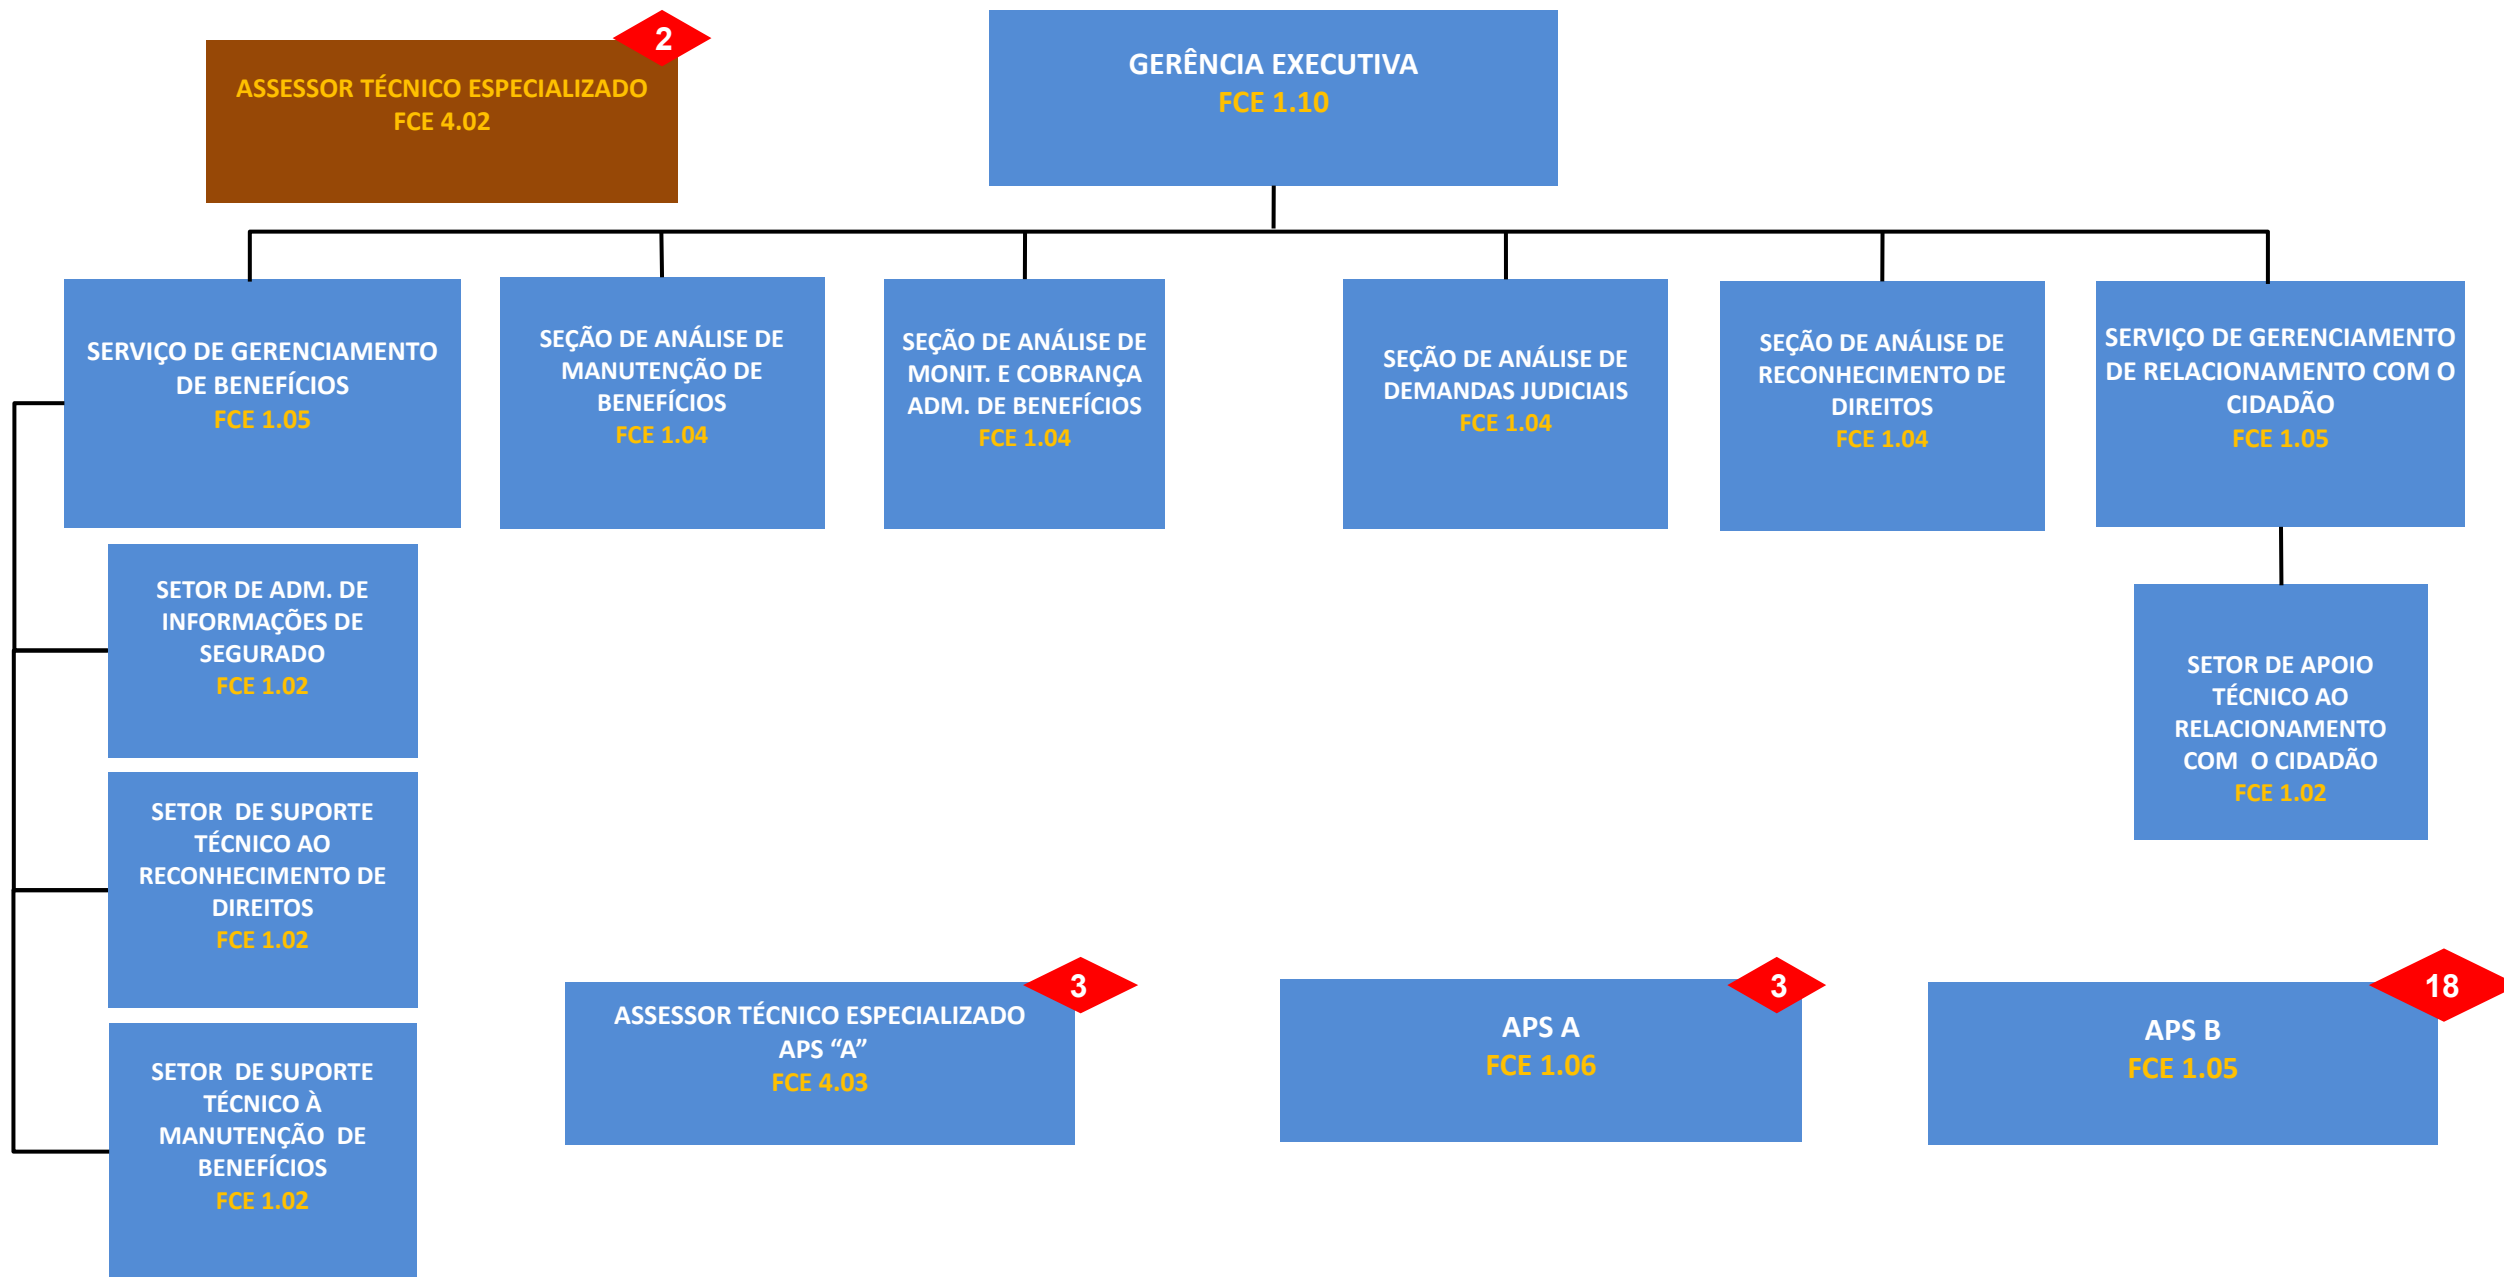 2
ASSESSOR TÉCNICO ESPECIALIZADO
FCE 4.02
GERÊNCIA EXECUTIVA
FCE 1.10
SERVIÇO DE GERENCIAMENTO
DE BENEFÍCIOS
FCE 1.05
SEÇÃO DE ANÁLISE DE
MANUTENÇÃO DE
BENEFÍCIOS
FCE 1.04
SEÇÃO DE ANÁLISE DE
MONIT. E COBRANÇA
ADM. DE BENEFÍCIOS
FCE 1.04
SEÇÃO DE ANÁLISE DE
DEMANDAS JUDICIAIS
FCE 1.04
SEÇÃO DE ANÁLISE DE
RECONHECIMENTO DE
DIREITOS
FCE 1.04
SERVIÇO DE GERENCIAMENTO
DE RELACIONAMENTO COM O
CIDADÃO
FCE 1.05
SETOR DE ADM. DE
INFORMAÇÕES DE
SEGURADO
FCE 1.02
SETOR DE APOIO
TÉCNICO AO
RELACIONAMENTO
COM  O CIDADÃO
FCE 1.02
SETOR  DE SUPORTE
TÉCNICO AO
RECONHECIMENTO DE
DIREITOS
FCE 1.02
SETOR  DE SUPORTE
TÉCNICO À
MANUTENÇÃO  DE
BENEFÍCIOS
FCE 1.02
3
ASSESSOR TÉCNICO ESPECIALIZADO
APS “A”
FCE 4.03
3
APS A
FCE 1.06
18
APS B
FCE 1.05